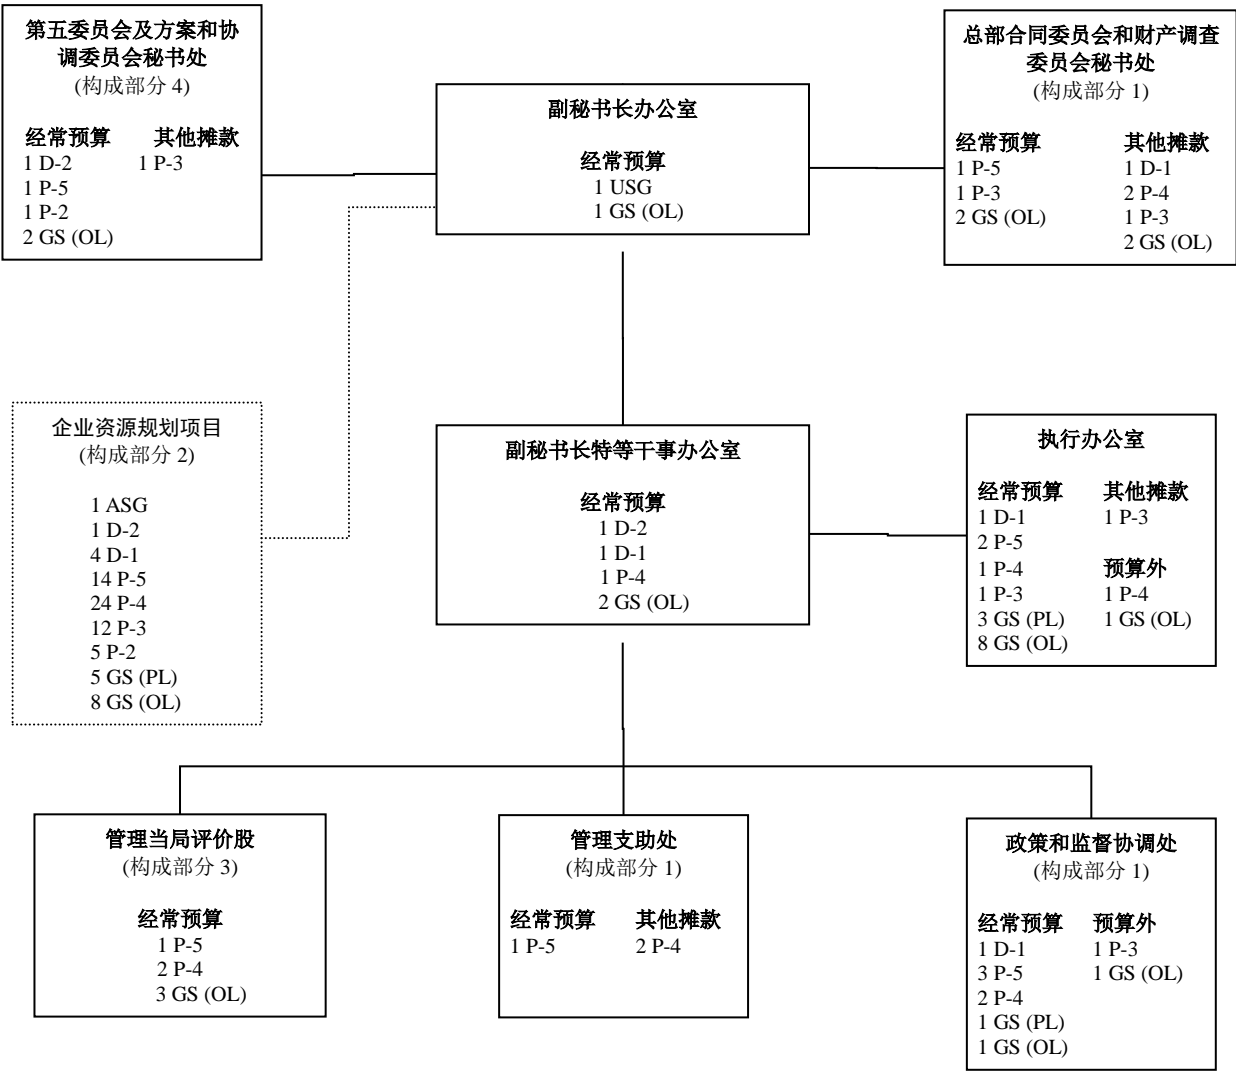 第五委员会及方案和协
调委员会秘书处
(构成部分 4)
经常预算 其他摊款
1 D-2 1 P-3
1 P-5
1 P-2
2 GS (OL)
副秘书长办公室
经常预算
1 USG
1 GS (OL)
总部合同委员会和财产调查
委员会秘书处
(构成部分 1)
经常预算 其他摊款
1 P-5 1 D-1
1 P-3 2 P-4
2 GS (OL) 1 P-3
2 GS (OL)
企业资源规划项目
(构成部分 2)
1 ASG
1 D-2
4 D-1
14 P-5
24 P-4
12 P-3
5 P-2
5 GS (PL)
8 GS (OL)
副秘书长特等干事办公室
经常预算
1 D-2
1 D-1
1 P-4
2 GS (OL)
执行办公室
经常预算 其他摊款
1 D-1 1 P-3
2 P-5
1 P-4 预算外
1 P-3 1 P-4
3 GS (PL) 1 GS (OL)
8 GS (OL)
管理当局评价股
(构成部分 3)
经常预算
1 P-5
2 P-4
3 GS (OL)
管理支助处
(构成部分 1)
经常预算 其他摊款
1 P-5 2 P-4
政策和监督协调处
(构成部分 1)
经常预算 预算外
1 D-1 1 P-3
3 P-5 1 GS (OL)
2 P-4
1 GS (PL)
1 GS (OL)